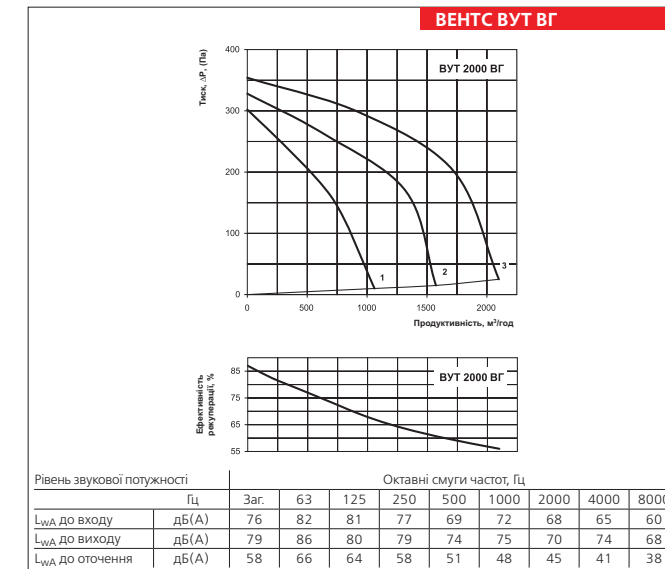 ВЕНТС ВУТ ВГ
Тиск, ΔР, (Па)
400
300
200
100
0
ВУТ 2000 ВГ
1
2
3
0 500 1000 1500 2000
Продуктивність, м³/год
Ефективність
рекуперації, %
85
75
65
55
ВУТ 2000 ВГ
Рівень звукової потужності Октавні смуги частот, Гц
Гц Заг. 63 125 250 500 1000 2000 4000 8000
LwA до входу дБ(А) 76 82 81 77 69 72 68 65 60
LwA до виходу дБ(А) 79 86 80 79 74 75 70 74 68
LwA до оточення дБ(А) 58 66 64 58 51 48 45 41 38